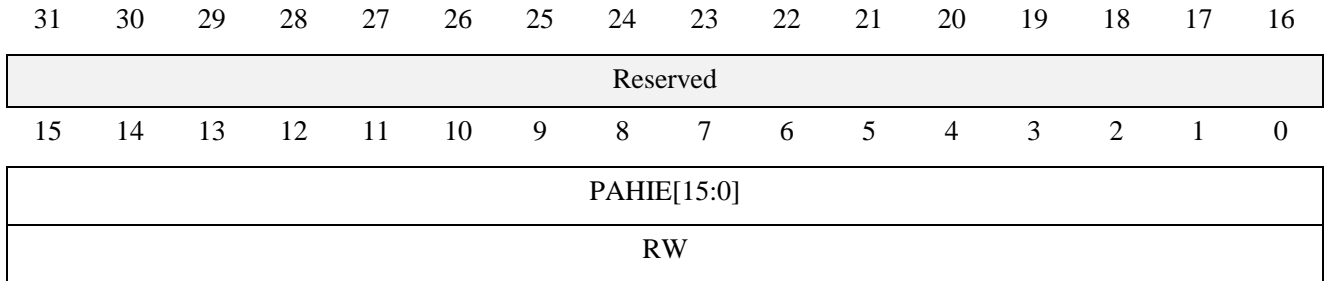 31 30 29 28 27 26 25 24 23 22 21 20 19 18 17 16
Reserved
15 14 13 12 11 10 9 8 7 6 5 4 3 2 1 0
PAHIE[15:0]
RW